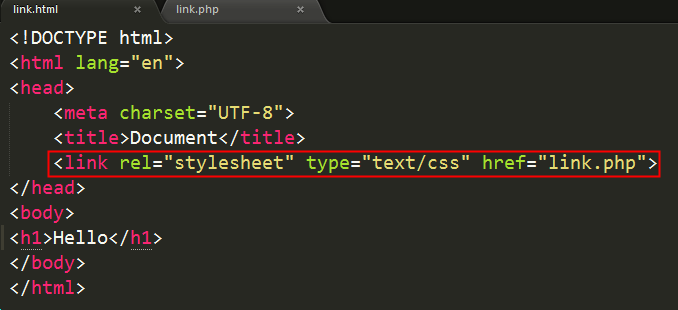 link.html × link.php ×
<!DOCTYPE html>
<html lang="en">
<head>
    <meta charset="UTF-8">
    <title>Document</title>
    <link rel="stylesheet" type="text/css" href="link.php">
</head>
<body>
<h1>Hello</h1>
</body>
</html>